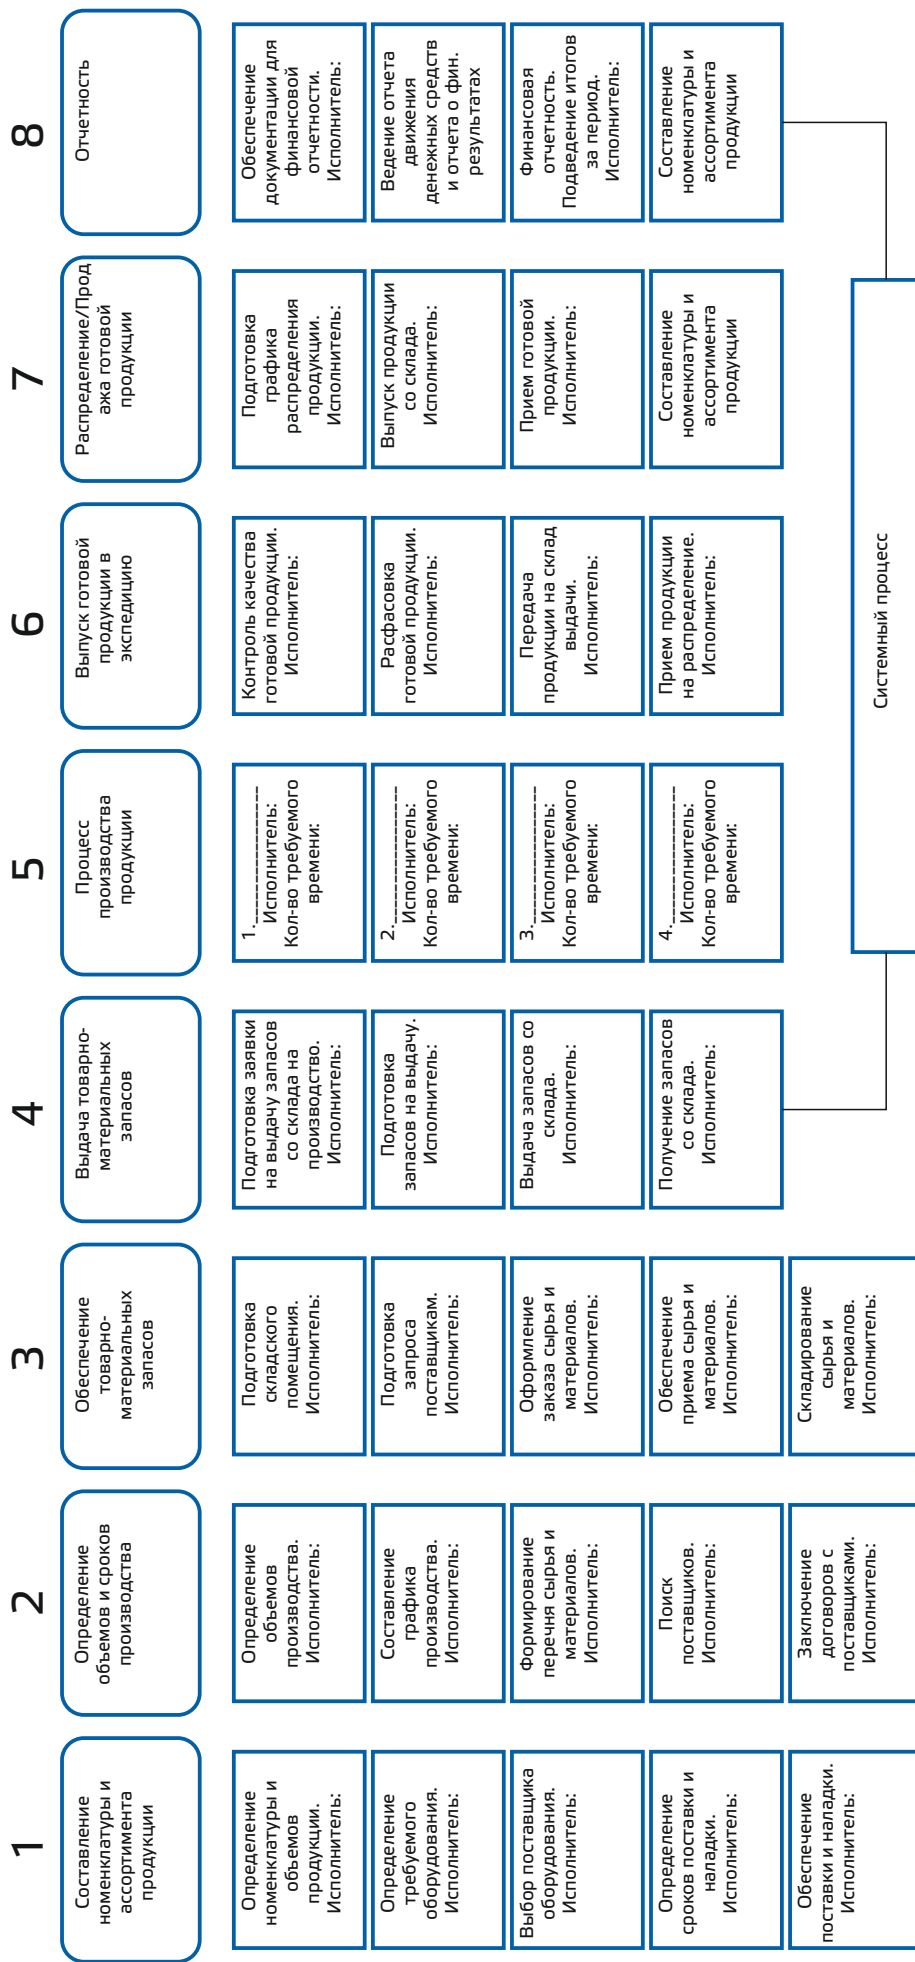 1
Составление
номенклатуры и
ассортимента
продукции
Определение
номенклатуры и
объемов
продукции.
Исполнитель:
Определение
требуемого
оборудования.
Исполнитель:
Выбор поставщика
оборудования.
Исполнитель:
Определение
сроков поставки и
наладки.
Исполнитель:
Обеспечение
поставки и наладки.
Исполнитель:
2
Определение
объемов и сроков
производства
Определение
объемов
производства.
Исполнитель:
Составление
графика
производства.
Исполнитель:
Формирование
перечня сырья и
материалов.
Исполнитель:
Поиск
поставщиков.
Исполнитель:
Заключение
договоров с
поставщиками.
Исполнитель:
3
Обеспечение
товарно-
материальных
запасов
Подготовка
складского
помещения.
Исполнитель:
Подготовка
запроса
поставщикам.
Исполнитель:
Оформление
заказа сырья и
материалов.
Исполнитель:
Обеспечение
приема сырья и
материалов.
Исполнитель:
Складирование
сырья и
материалов.
Исполнитель:
4
Выдача товарно-
материальных
запасов
Подготовка заявки
на выдачу запасов
со склада на
производство.
Исполнитель:
Подготовка
запасов на выдачу.
Исполнитель:
Выдача запасов со
склада.
Исполнитель:
Получение запасов
со склада.
Исполнитель:
5
Процесс
производства
продукции
1.________________
Исполнитель:
Кол-во требуемого
времени:
2.________________
Исполнитель:
Кол-во требуемого
времени:
3.________________
Исполнитель:
Кол-во требуемого
времени:
4.________________
Исполнитель:
Кол-во требуемого
времени:
6
Выпуск готовой
продукции в
экспедицию
Контроль качества
готовой продукции.
Исполнитель:
Расфасовка
готовой продукции.
Исполнитель:
Передача
продукции на склад
выдачи.
Исполнитель:
Прием продукции
на распределение.
Исполнитель:
7
Распределение/Прод
ажа готовой
продукции
Подготовка
графика
распределения
продукции.
Исполнитель:
Выпуск продукции
со склада.
Исполнитель:
Прием готовой
продукции.
Исполнитель:
Составление
номенклатуры и
ассортимента
продукции
8
Отчетность
Обеспечение
документации для
финансовой
отчетности.
Исполнитель:
Ведение отчета
движения
денежных средств
и отчета о фин.
результатах
Финансовая
отчетность.
Подведение итогов
за период.
Исполнитель:
Составление
номенклатуры и
ассортимента
продукции
Системный процесс